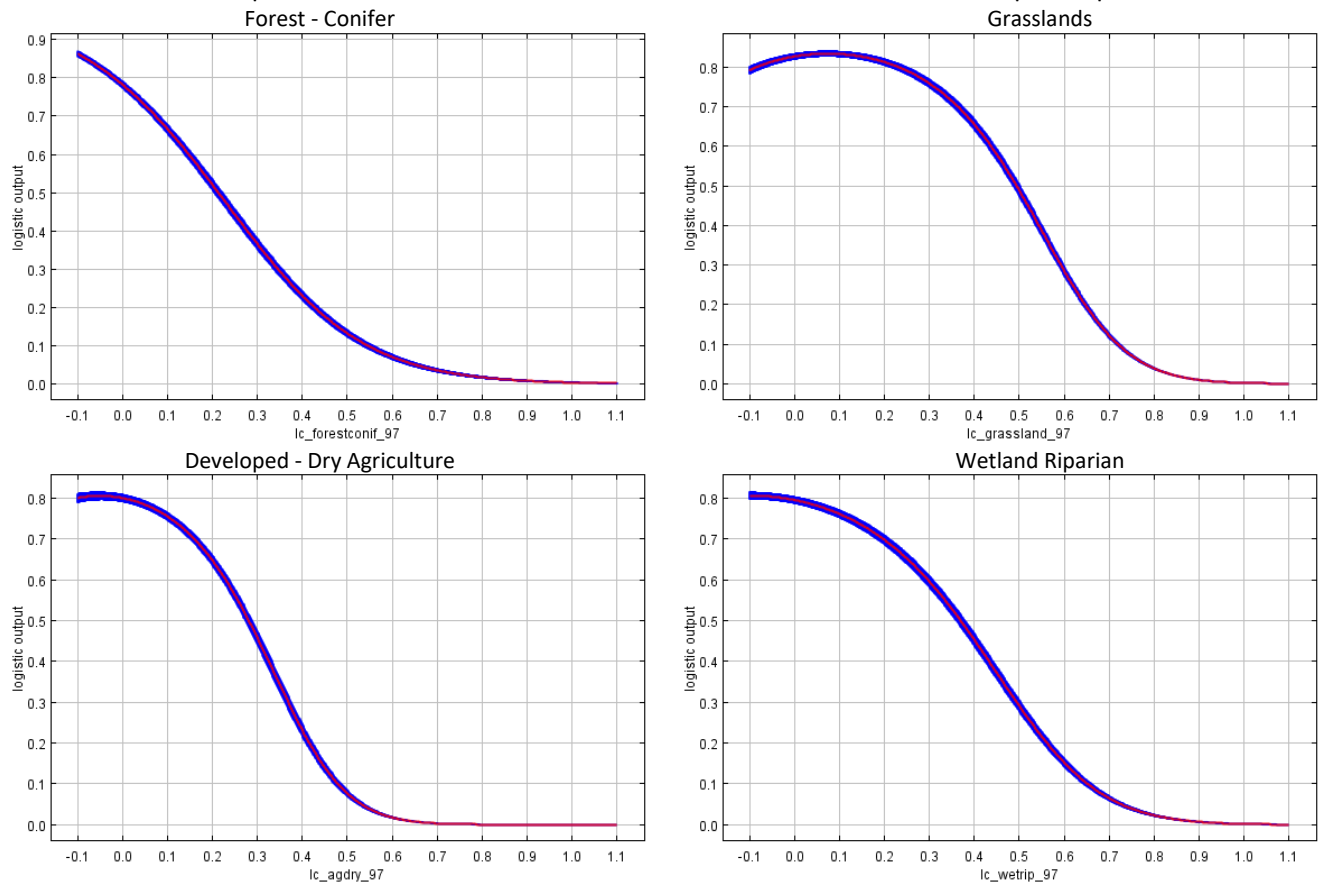 Forest - Conifer
0.9
0.8
0.7
0.6
0.5
0.4
0.3
0.2
0.1
0.0
logistic output
-0.1 0.0 0.1 0.2 0.3 0.4 0.5 0.6 0.7 0.8 0.9 1.0 1.1
lc_forestconif_97
Grasslands
0.8
0.7
0.6
0.5
0.4
0.3
0.2
0.1
0.0
logistic output
-0.1 0.0 0.1 0.2 0.3 0.4 0.5 0.6 0.7 0.8 0.9 1.0 1.1
lc_grassland_97
Developed - Dry Agriculture
0.8
0.7
0.6
0.5
0.4
0.3
0.2
0.1
0.0
logistic output
-0.1 0.0 0.1 0.2 0.3 0.4 0.5 0.6 0.7 0.8 0.9 1.0 1.1
lc_agdry_97
Wetland Riparian
0.8
0.7
0.6
0.5
0.4
0.3
0.2
0.1
0.0
logistic output
-0.1 0.0 0.1 0.2 0.3 0.4 0.5 0.6 0.7 0.8 0.9 1.0 1.1
lc_wetrip_97